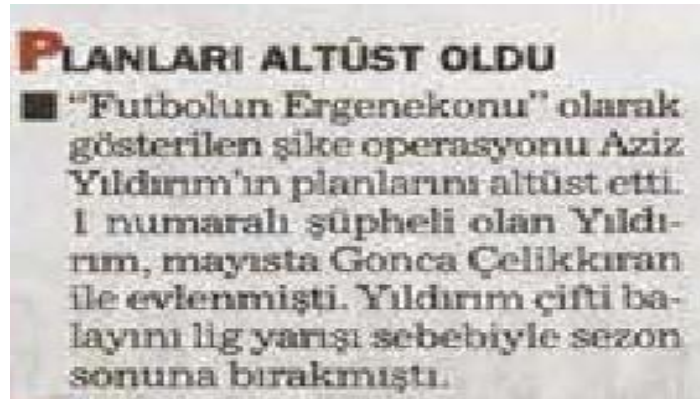 PLANLARI ALTÜST OLDU
"Futbolun Ergenekonu" olarak
gösterilen şike operasyonu Aziz
Yıldırım'ın planlarını altüst etti.
1 numaralı şüpheli olan Yıldı-
rım, mayısta Gonca Çelikkıran
ile evlenmişti. Yıldırım çifti ba-
layını lig yarışı sebebiyle sezon
sonuna bırakmıştı.